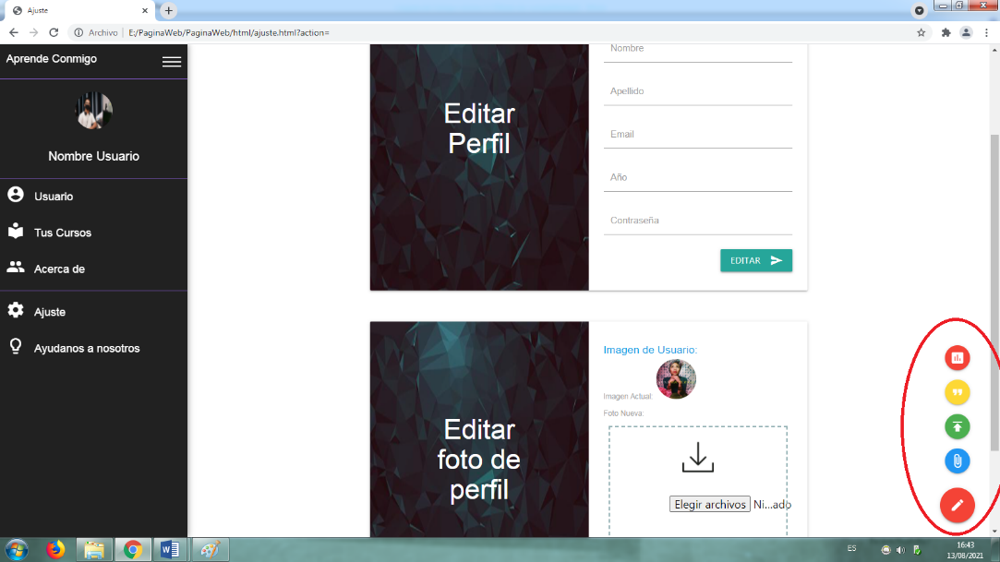 Ajuste
Archivo
E:/PaginaWeb/PaginaWeb/html/ajuste.html?action=
Aprende Conmigo
Nombre Usuario
Usuario
Tus Cursos
Acerca de
Ajuste
Ayudanos a nosotros
Editar
Perfil
Nombre
Apellido
Email
Año
Contraseña
EDITAR
Editar
foto de
perfil
Imagen de Usuario:
Imagen Actual:
Foto Nueva:
Elegir archivos Ni...ado
ES
16:43
13/08/2021